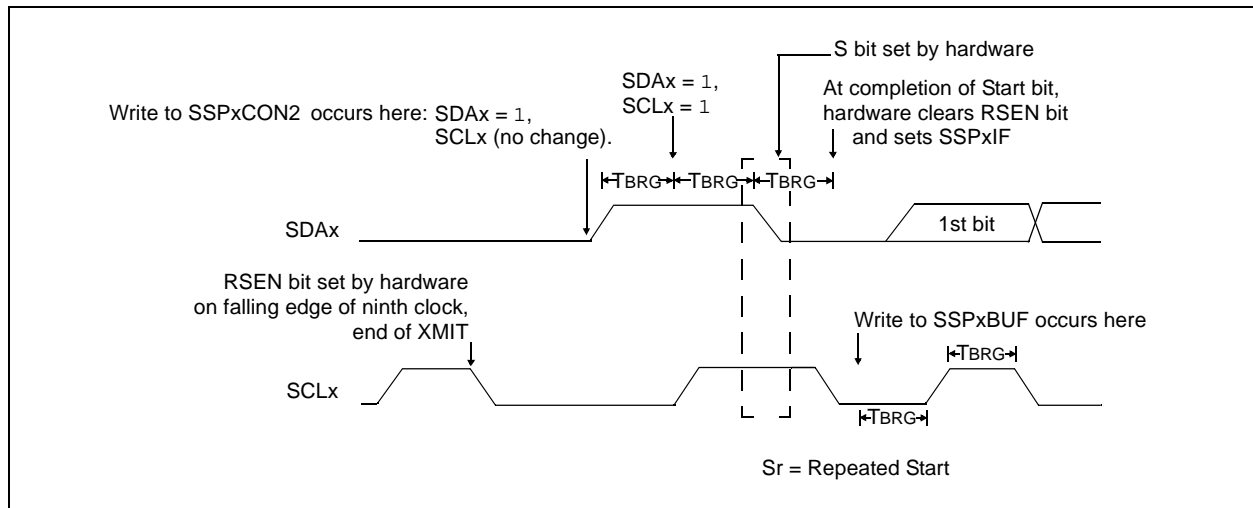 S bit set by hardware
SDAx = 1,
SCLx = 1
At completion of Start bit,
hardware clears RSEN bit
and sets SSPxIF
Write to SSPxCON2 occurs here: SDAx = 1,
SCLx (no change).
TBRG TBRG TBRG
SDAx
1st bit
RSEN bit set by hardware
on falling edge of ninth clock,
end of XMIT
Write to SSPxBUF occurs here
TBRG
SCLx
TBRG
Sr = Repeated Start